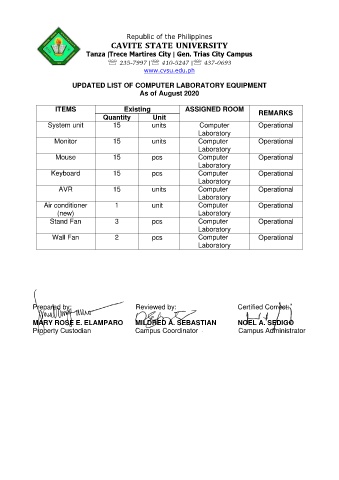 Republic of the Philippines
CAVITE STATE UNIVERSITY
Tanza |Trece Martires City | Gen. Trias City Campus
☏ 235-7997 |☏ 410-5247 |☏ 437-0693
www.cvsu.edu.ph
UPDATED LIST OF COMPUTER LABORATORY EQUIPMENT
As of August 2020
ITEMS Existing ASSIGNED ROOM REMARKS
Quantity Unit
System unit 15 units Computer Laboratory Operational
Monitor 15 units Computer Laboratory Operational
Mouse 15 pcs Computer Laboratory Operational
Keyboard 15 pcs Computer Laboratory Operational
AVR 15 units Computer Laboratory Operational
Air conditioner (new) 1 unit Computer Laboratory Operational
Stand Fan 3 pcs Computer Laboratory Operational
Wall Fan 2 pcs Computer Laboratory Operational
Prepared by: Reviewed by: Certified Correct:
MARY ROSE E. ELAMPARO MILDRED A. SEBASTIAN NOEL A. SEDIGO
Property Custodian Campus Coordinator Campus Administrator